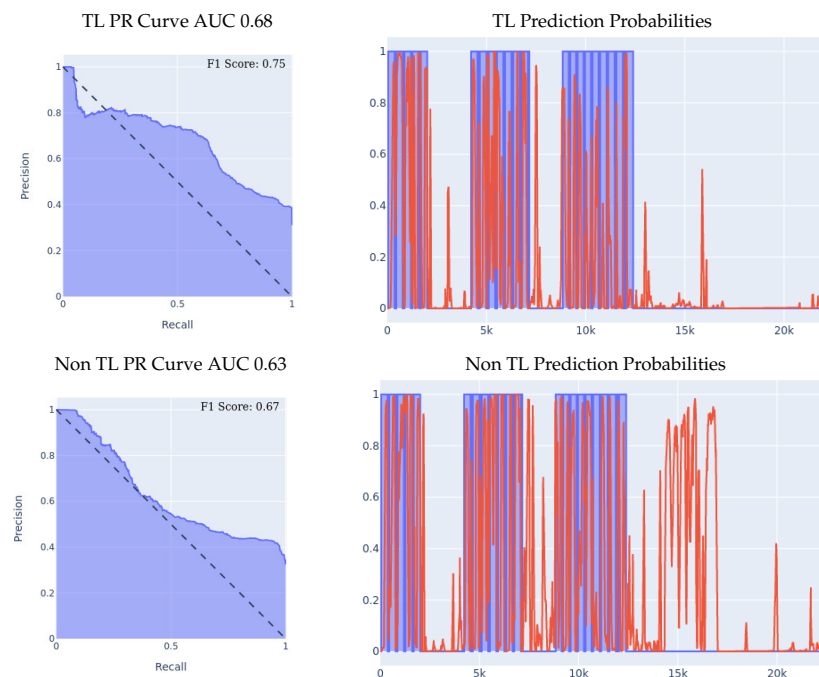 TL PR Curve AUC 0.68
F1 Score: 0.75
1
0.8
0.6
0.4
0.2
0
Precision
0
0.5
1
Recall
TL Prediction Probabilities
1
0.8
0.6
0.4
0.2
0
0
5k
10k
15k
20k
Non TL PR Curve AUC 0.63
F1 Score: 0.67
1
0.8
0.6
0.4
0.2
0
Precision
0
0.5
1
Recall
Non TL Prediction Probabilities
1
0.8
0.6
0.4
0.2
0
0
5k
10k
15k
20k